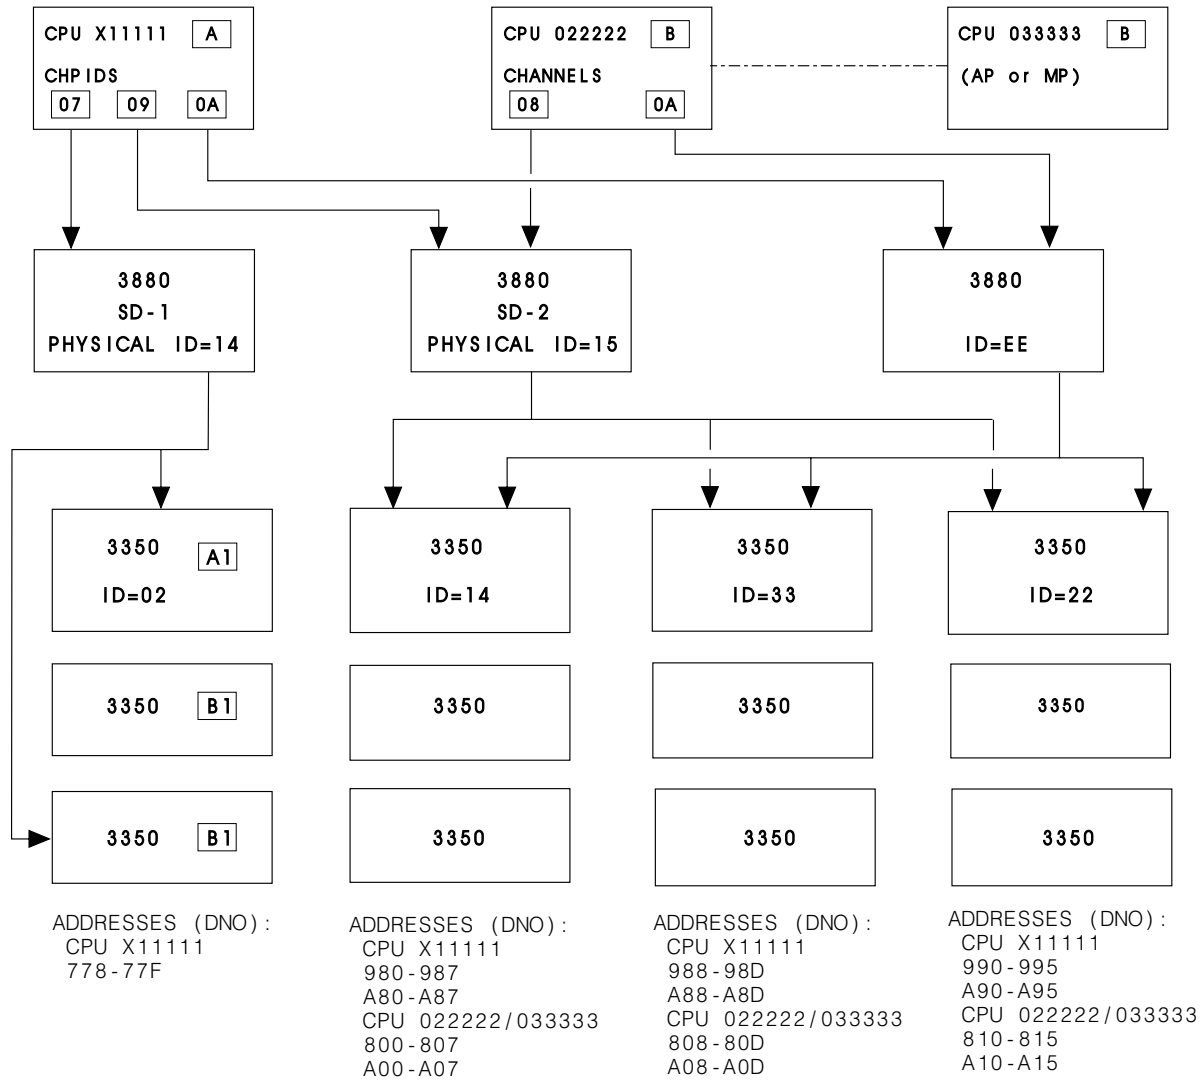 CPU X11111 A
CHPIDS
07 09 0A
CPU 022222 B
CHANNELS
08 0A
CPU 033333 B
(AP or MP)
3880
SD-1
PHYSICAL ID=14
3880
SD-2
PHYSICAL ID=15
3880
ID=EE
3350 A1
ID=02
3350
ID=14
3350
ID=33
3350
ID=22
3350 B1
3350
3350
3350
3350 B1
3350
3350
3350
ADDRESSES (DNO):
CPU X11111
778-77F
ADDRESSES (DNO):
CPU X11111
980-987
A80-A87
CPU 022222/033333
800-807
A00-A07
ADDRESSES (DNO):
CPU X11111
988-98D
A88-A8D
CPU 022222/033333
808-80D
A08-A0D
ADDRESSES (DNO):
CPU X11111
990-995
A90-A95
CPU 022222/033333
810-815
A10-A15